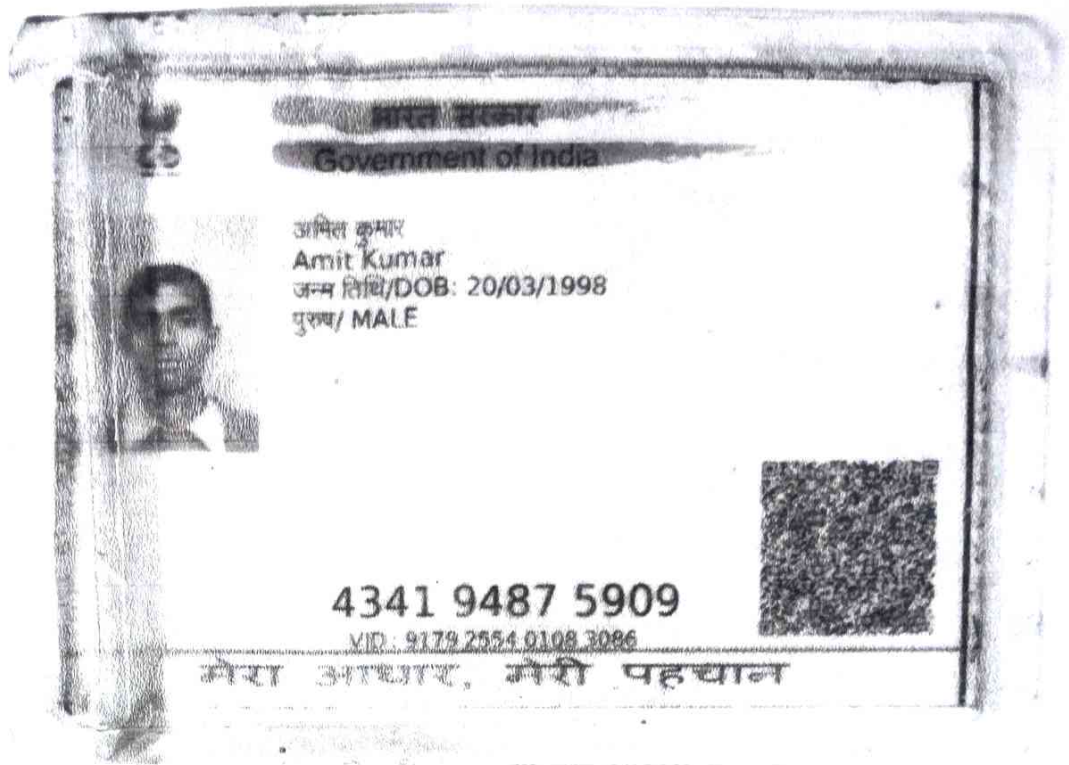 भारत सरकार
Government of India
अमित कुमार
Amit Kumar
जन्म तिथि/DOB: 20/03/1998
पुरुष/ MALE
4341 9487 5909
VID : 9179 2554 0108 3086
मेरा आधार, मेरी पहचान